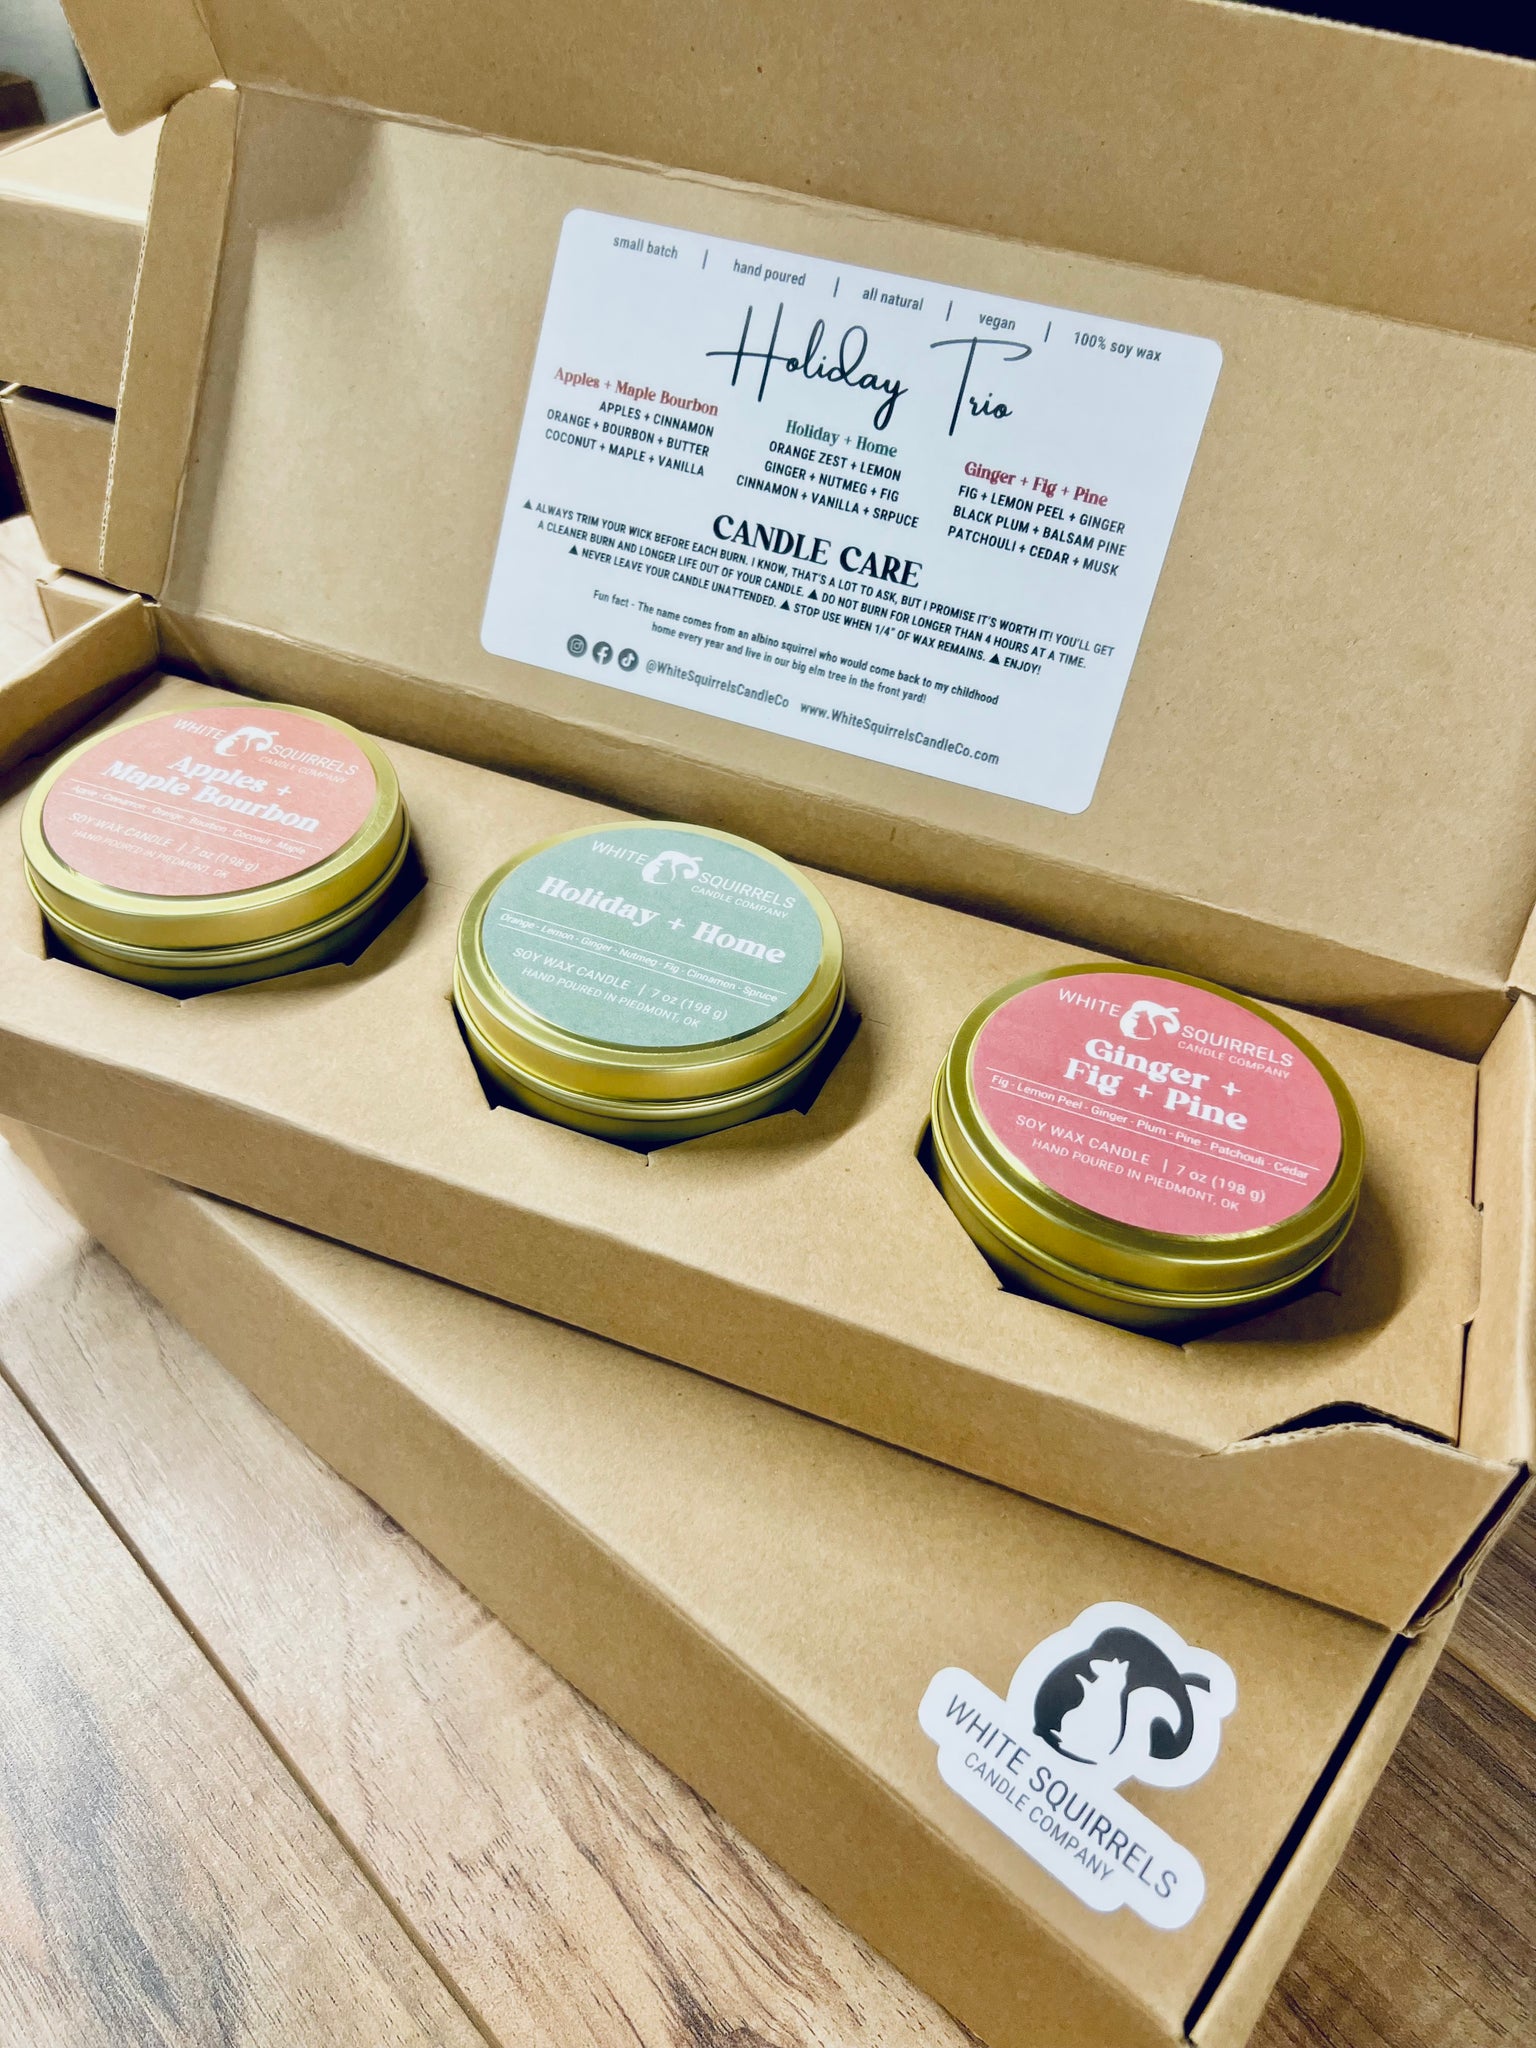 small batch | hand poured | all natural | vegan | 100% soy wax
Holiday Trio
Apples + Maple Bourbon
APPLES + CINNAMON
ORANGE + BOURBON + BUTTER
COCONUT + MAPLE + VANILLA
Holiday + Home
ORANGE ZEST + LEMON
GINGER + NUTMEG + FIG
CINNAMON + VANILLA + SRPUCE
Ginger + Fig + Pine
FIG + LEMON PEEL + GINGER
BLACK PLUM + BALSAM PINE
PATCHOULI + CEDAR + MUSK
CANDLE CARE
▲ ALWAYS TRIM YOUR WICK BEFORE EACH BURN. I KNOW, THAT'S A LOT TO ASK, BUT I PROMISE IT'S WORTH IT! YOU'LL GET
A CLEANER BURN AND LONGER LIFE OUT OF YOUR CANDLE. ▲ DO NOT BURN FOR LONGER THAN 4 HOURS AT A TIME.
▲ NEVER LEAVE YOUR CANDLE UNATTENDED. ▲ STOP USE WHEN 1/4" OF WAX REMAINS. ▲ ENJOY!
Fun fact - The name comes from an albino squirrel who would come back to my childhood
home every year and live in our big elm tree in the front yard!
@WhiteSquirrelsCandleCo www.WhiteSquirrelsCandleCo.com
WHITE SQUIRRELS
CANDLE COMPANY
Apples +
Maple Bourbon
Apple - Cinnamon - Orange - Bourbon - Coconut - Maple
SOY WAX CANDLE | 7 oz (198 g)
HAND POURED IN PIEDMONT, OK
WHITE SQUIRRELS
CANDLE COMPANY
Holiday + Home
Orange - Lemon - Ginger - Nutmeg - Fig - Cinnamon - Spruce
SOY WAX CANDLE | 7 oz (198 g)
HAND POURED IN PIEDMONT, OK
WHITE SQUIRRELS
CANDLE COMPANY
Ginger +
Fig + Pine
Fig - Lemon Peel - Ginger - Plum - Pine - Patchouli - Cedar
SOY WAX CANDLE | 7 oz (198 g)
HAND POURED IN PIEDMONT, OK
WHITE SQUIRRELS
CANDLE COMPANY